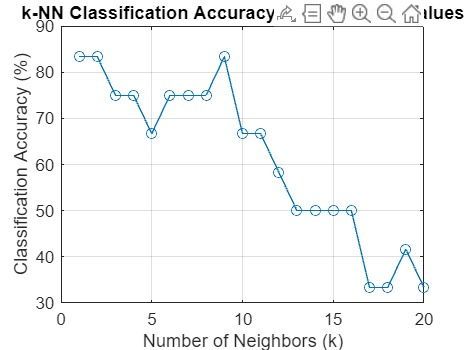 k-NN Classification Accuracy
90
80
70
60
50
40
30
Classification Accuracy (%)
0 5 10 15 20
Number of Neighbors (k)